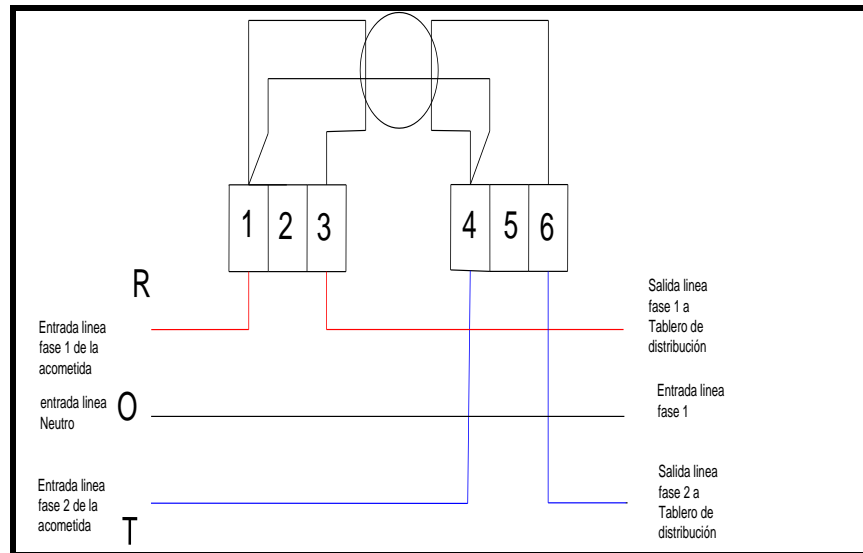 1 2 3
4 5 6
R
Entrada linea
fase 1 de la
acometida
Salida linea
fase 1 a
Tablero de
distribución
entrada linea
Neutro
O
Entrada linea
fase 1
Entrada linea
fase 2 de la
acometida
T
Salida linea
fase 2 a
Tablero de
distribución